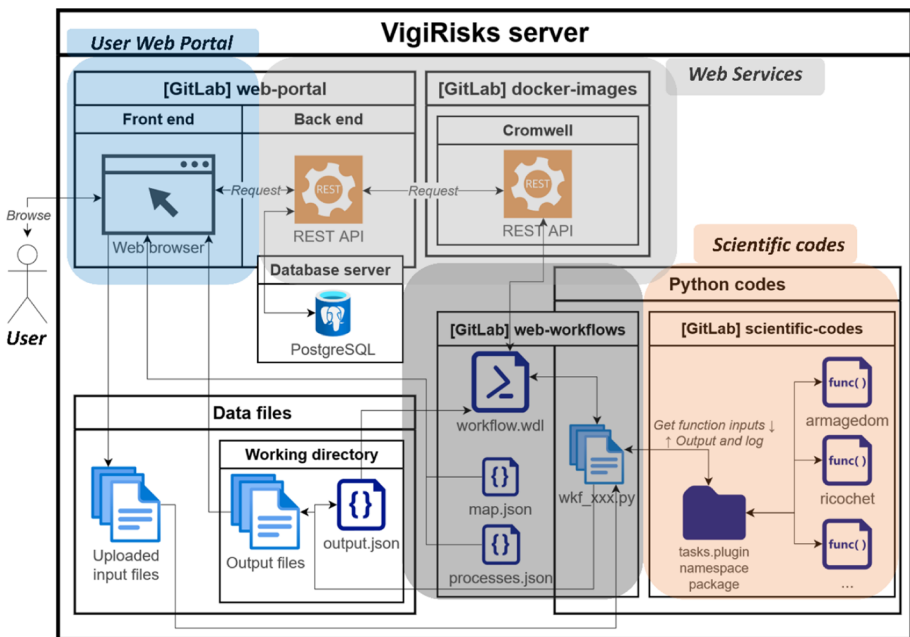 VigiRisks server
User Web Portal
Web Services
[GitLab] web-portal
[GitLab] docker-images
Front end
Back end
Cromwell
REST
REST
Request
Request
Browse
Web browser
REST API
REST API
User
Database server
PostgreSQL
Scientific codes
Python codes
[GitLab] web-workflows
[GitLab] scientific-codes
workflow.wdl
map.json
processes.json
wkf_xxx.py
Get function inputs ↓
↑ Output and log
func( )
armagedom
func( )
ricochet
func( )
...
tasks.plugin
namespace
package
Data files
Working directory
Uploaded
input files
Output files
{}
output.json
{}
{}